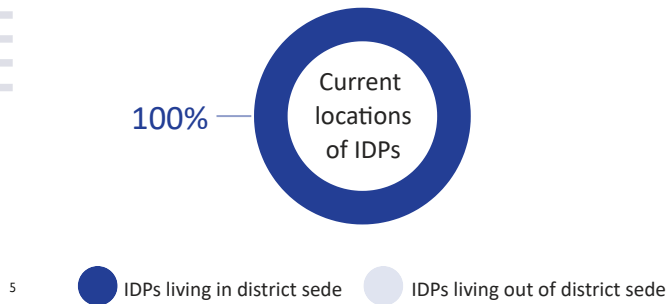 Current
locations
of IDPs
100%
5
IDPs living in district sede
IDPs living out of district sede